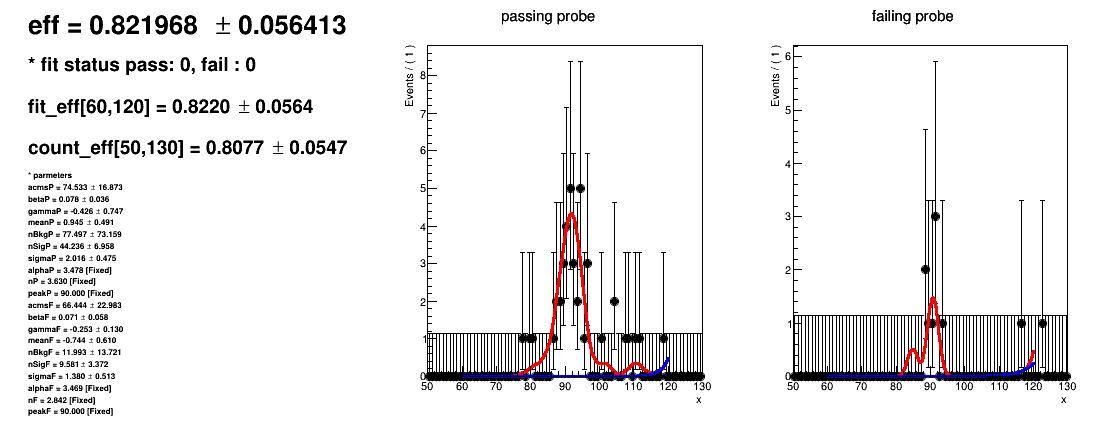 eff = 0.821968 ± 0.056413
* fit status pass: 0, fail : 0
fit_eff[60,120] = 0.8220 ± 0.0564
count_eff[50,130] = 0.8077 ± 0.0547
* parmeters
acmsP = 74.533 ± 16.873
betaP = 0.078 ± 0.036
gammaP = -0.426 ± 0.747
meanP = 0.945 ± 0.491
nBkgP = 77.497 ± 73.159
nSigP = 44.236 ± 6.958
sigmaP = 2.016 ± 0.475
alphaP = 3.478 [Fixed]
nP = 3.630 [Fixed]
peakP = 90.000 [Fixed]
acmsF = 66.444 ± 22.983
betaF = 0.071 ± 0.058
gammaF = -0.253 ± 0.130
meanF = -0.744 ± 0.610
nBkgF = 11.993 ± 13.721
nSigF = 9.581 ± 3.372
sigmaF = 1.380 ± 0.513
alphaF = 3.469 [Fixed]
nF = 2.842 [Fixed]
peakF = 90.000 [Fixed]
passing probe
Events / ( 1 )
8
7
6
5
4
3
2
1
0
50 60 70 80 90 100 110 120 130
x
failing probe
Events / ( 1 )
6
5
4
3
2
1
0
50 60 70 80 90 100 110 120 130
x